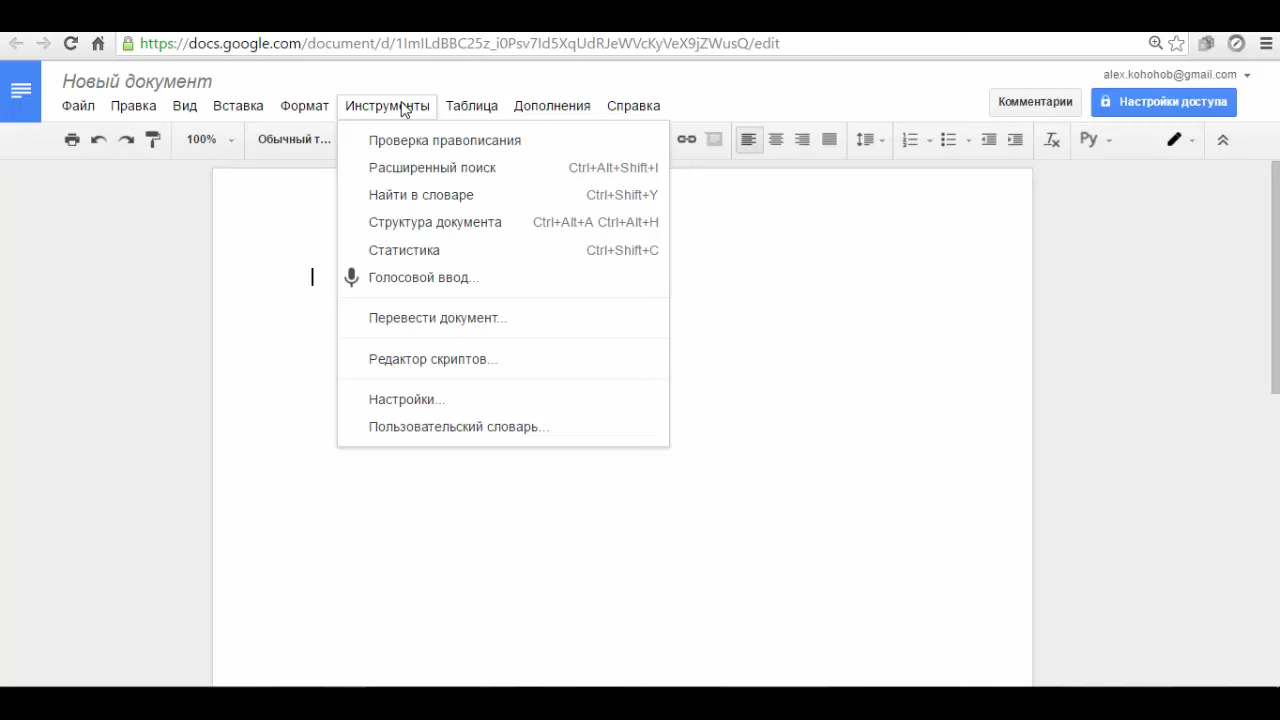 https://docs.google.com/document/d/1ImILdBBC25z_i0Psv7Id5XqUdRJeWVcKyVeX9jZWusQ/edit
Новый документ
alex.kohohob@gmail.com
Файл Правка Вид Вставка Формат Инструменты Таблица Дополнения Справка
Комментарии
Настройки доступа
100% Обычный т... Ру
Проверка правописания
Расширенный поиск Ctrl+Alt+Shift+I
Найти в словаре Ctrl+Shift+Y
Структура документа Ctrl+Alt+A Ctrl+Alt+H
Статистика Ctrl+Shift+C
Голосовой ввод...
Перевести документ...
Редактор скриптов...
Настройки...
Пользовательский словарь...